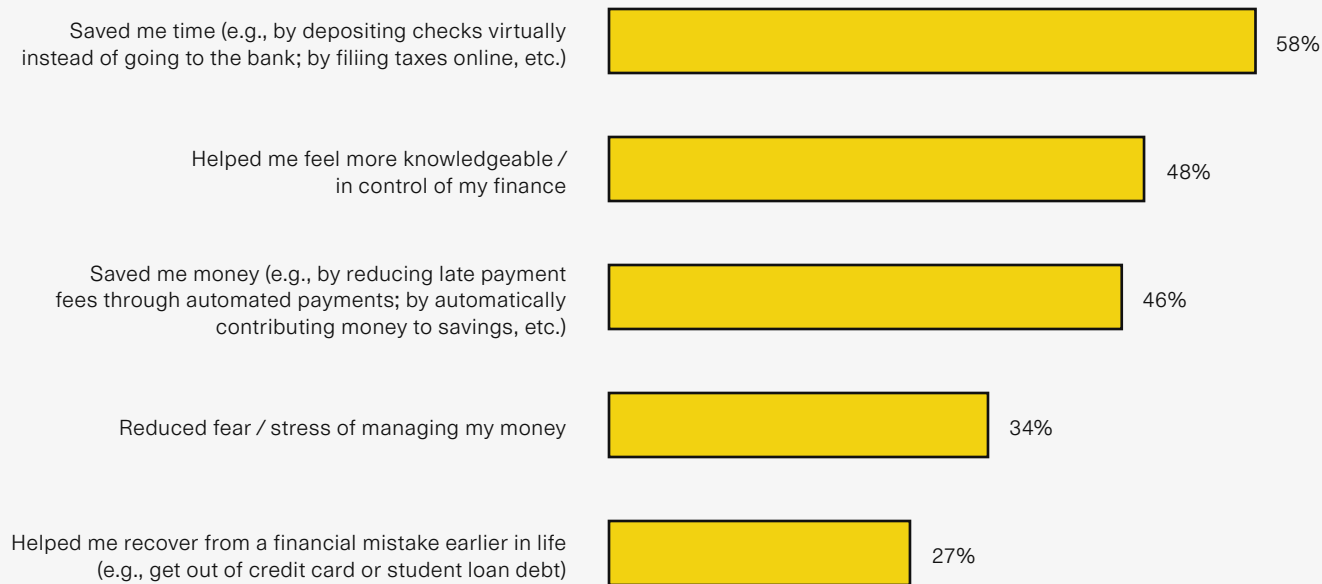 Saved me time (e.g., by depositing checks virtually
instead of going to the bank; by filiing taxes online, etc.)
58%
Helped me feel more knowledgeable /
in control of my finance
48%
Saved me money (e.g., by reducing late payment
fees through automated payments; by automatically
contributing money to savings, etc.)
46%
Reduced fear / stress of managing my money
34%
Helped me recover from a financial mistake earlier in life
(e.g., get out of credit card or student loan debt)
27%